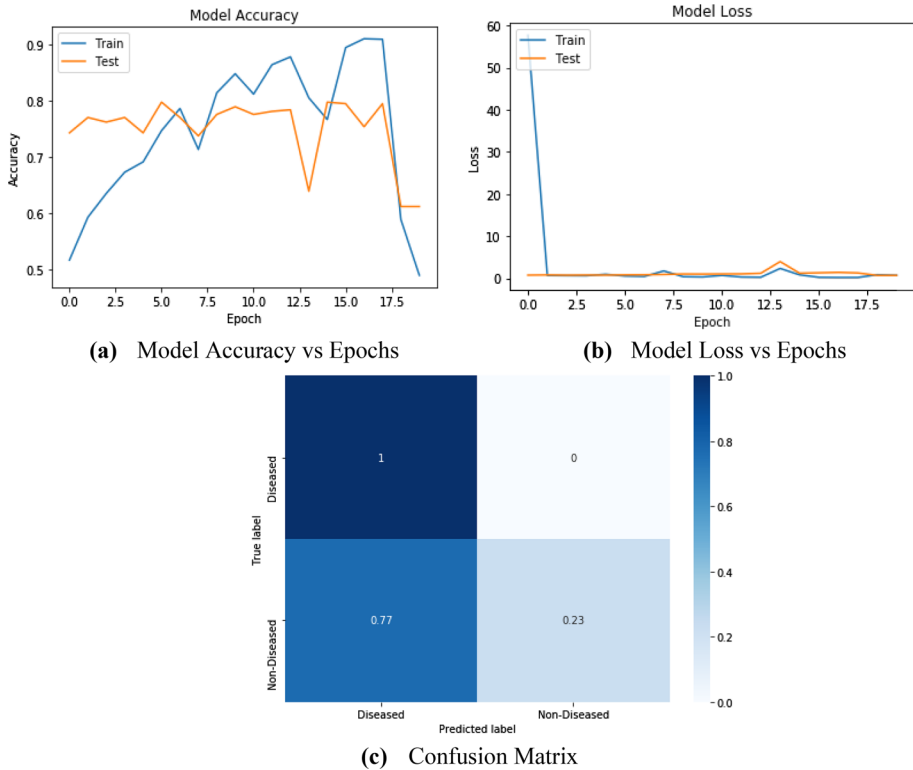 Model Accuracy
Train
Test
0.9
0.8
0.7
0.6
0.5
Accuracy
0.0 2.5 5.0 7.5 10.0 12.5 15.0 17.5
Epoch
(a) Model Accuracy vs Epochs
Model Loss
Train
Test
60
50
40
30
20
10
0
Loss
0.0 2.5 5.0 7.5 10.0 12.5 15.0 17.5
Epoch
(b) Model Loss vs Epochs
1 0
0.77 0.23
Diseased
Non-Diseased
True label
Diseased Non-Diseased
Predicted label
1.0
0.8
0.6
0.4
0.2
0.0
(c) Confusion Matrix